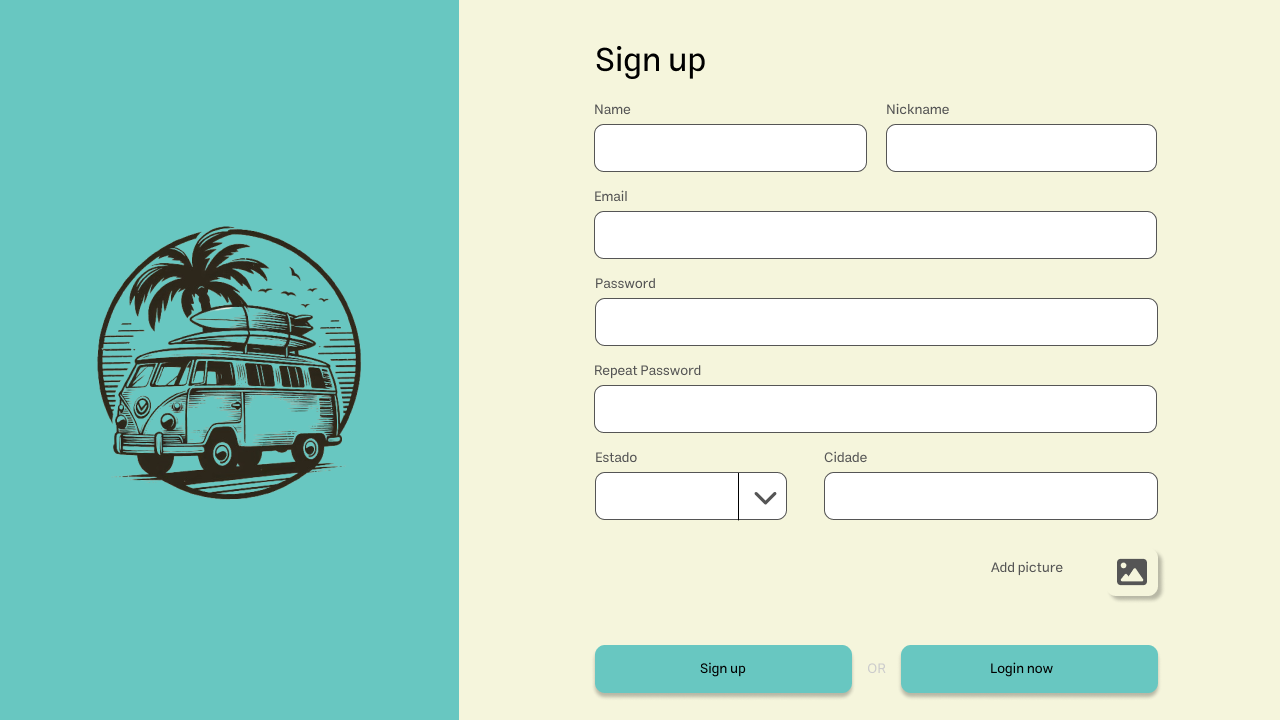 Sign up
Name Nickname
Email
Password
Repeat Password
Estado Cidade
Add picture
Sign up OR Login now